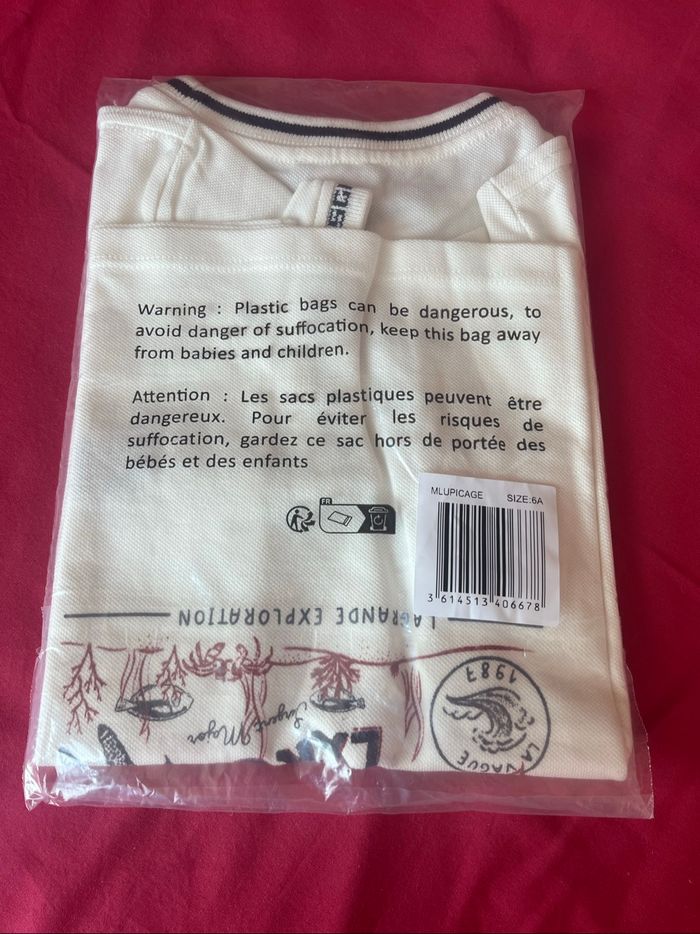 Warning : Plastic bags can be dangerous, to
avoid danger of suffocation, keep this bag away
from babies and children.
Attention : Les sacs plastiques peuvent être
dangereux. Pour éviter les risques de
suffocation, gardez ce sac hors de portée des
bébés et des enfants
FR
MLUPICAGE SIZE:6A
3 614513 406678
LAGRANDE EXPLORATION
1987
LA VAGUE